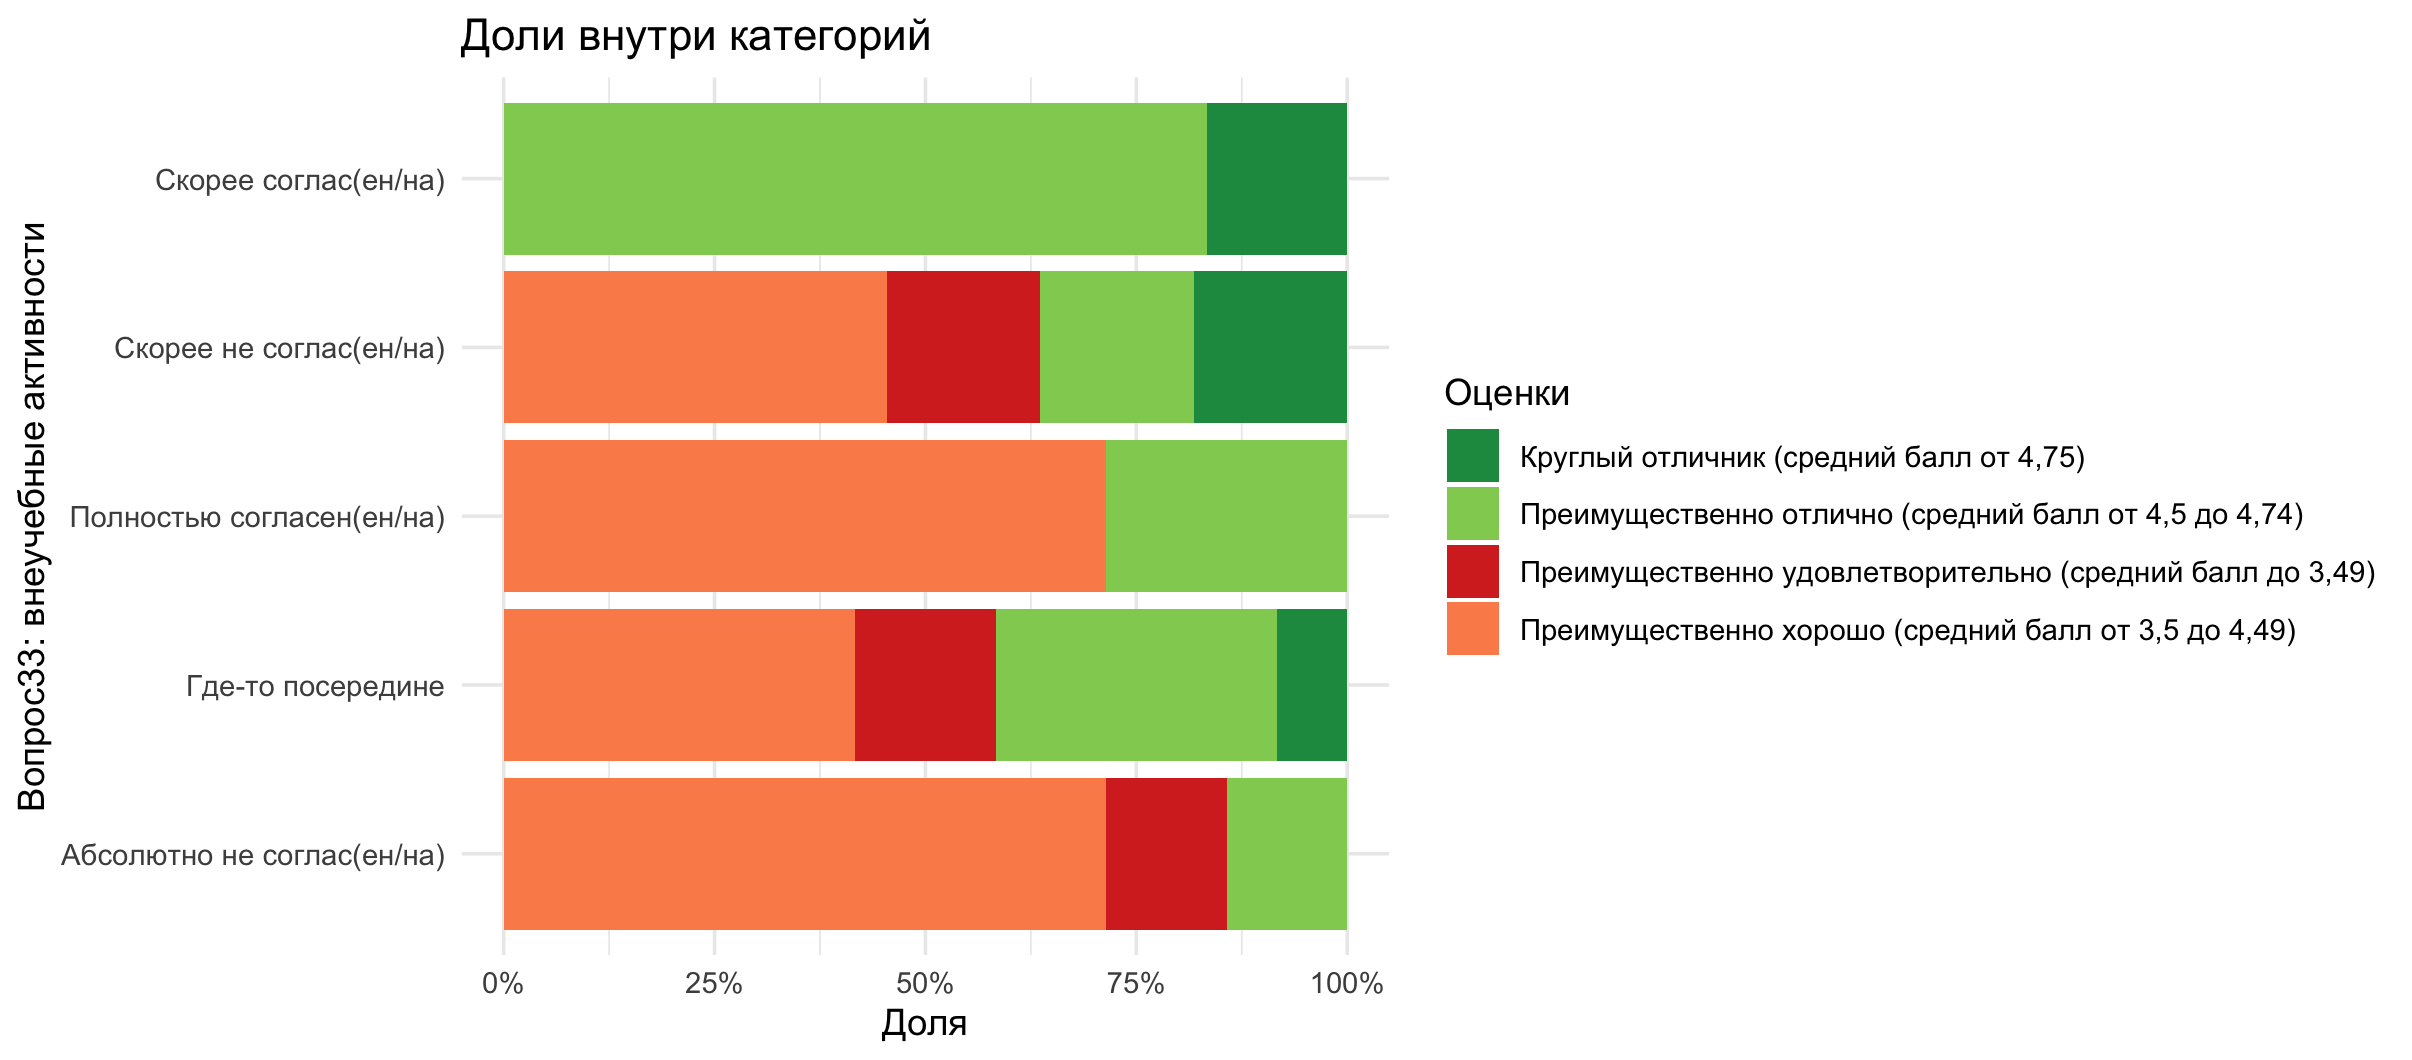 Доли внутри категорий
Вопрос33: внеучебные активности
Скорее соглас(ен/на)
Скорее не соглас(ен/на)
Полностью согласен(ен/на)
Где-то посередине
Абсолютно не соглас(ен/на)
0%
25%
50%
75%
100%
Доля
Оценки
Круглый отличник (средний балл от 4,75)
Преимущественно отлично (средний балл от 4,5 до 4,74)
Преимущественно удовлетворительно (средний балл до 3,49)
Преимущественно хорошо (средний балл от 3,5 до 4,49)